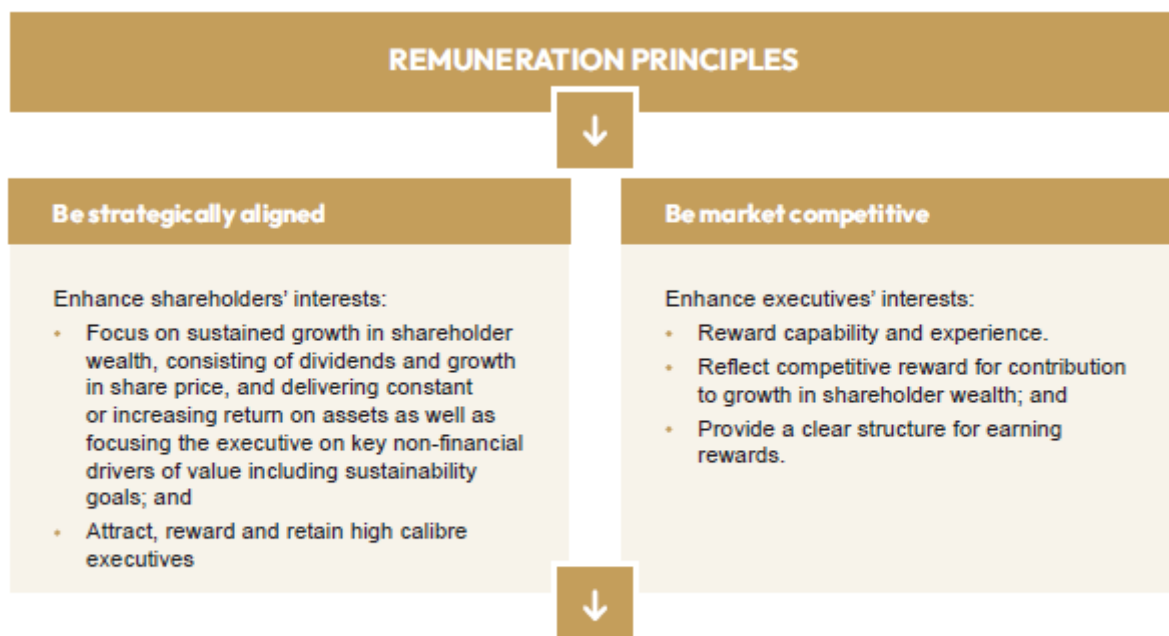 REMUNERATION PRINCIPLES
Be strategically aligned
Enhance shareholders’ interests:
• Focus on sustained growth in shareholder
wealth, consisting of dividends and growth
in share price, and delivering constant
or increasing return on assets as well as
focusing the executive on key non-financial
drivers of value including sustainability
goals; and
• Attract, reward and retain high calibre
executives
Be market competitive
Enhance executives’ interests:
• Reward capability and experience.
• Reflect competitive reward for contribution
to growth in shareholder wealth; and
• Provide a clear structure for earning
rewards.